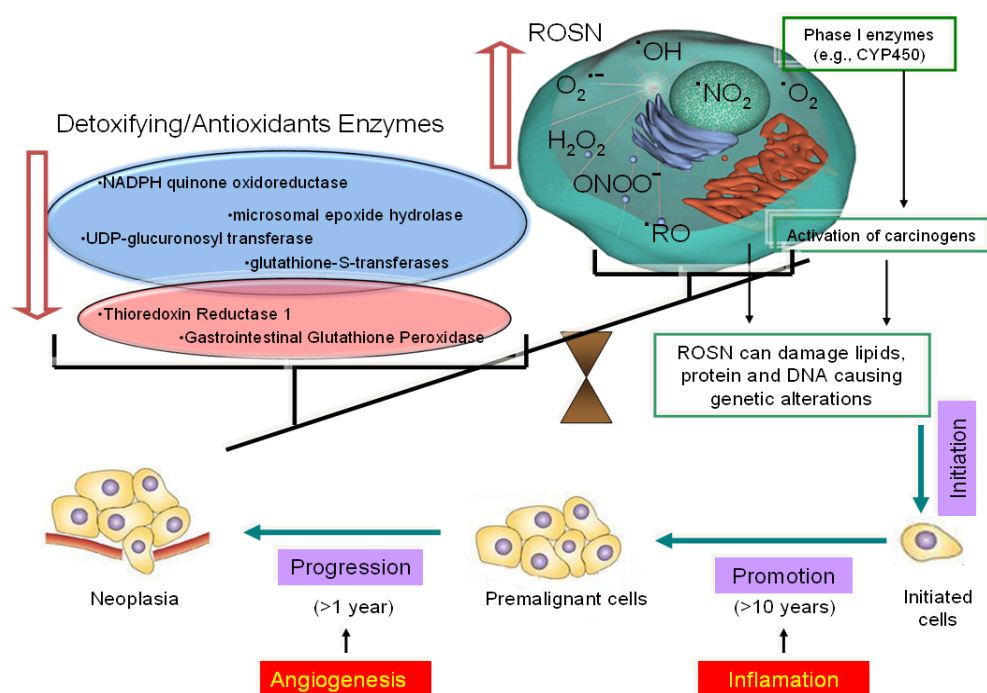 ROSN
Phase I enzymes
(e.g., CYP450)
•OH
O2•-
•NO2
•O2
H2O2
ONOO-
•RO
Detoxifying/Antioxidants Enzymes
•NADPH quinone oxidoreductase
•microsomal epoxide hydrolase
•UDP-glucuronosyl transferase
•glutathione-S-transferases
•Thioredoxin Reductase 1
•Gastrointestinal Glutathione Peroxidase
Activation of carcinogens
ROSN can damage lipids,
protein and DNA causing
genetic alterations
Initiation
Initiated
cells
Promotion
(>10 years)
Inflamation
Premalignant cells
Progression
(>1 year)
Angiogenesis
Neoplasia